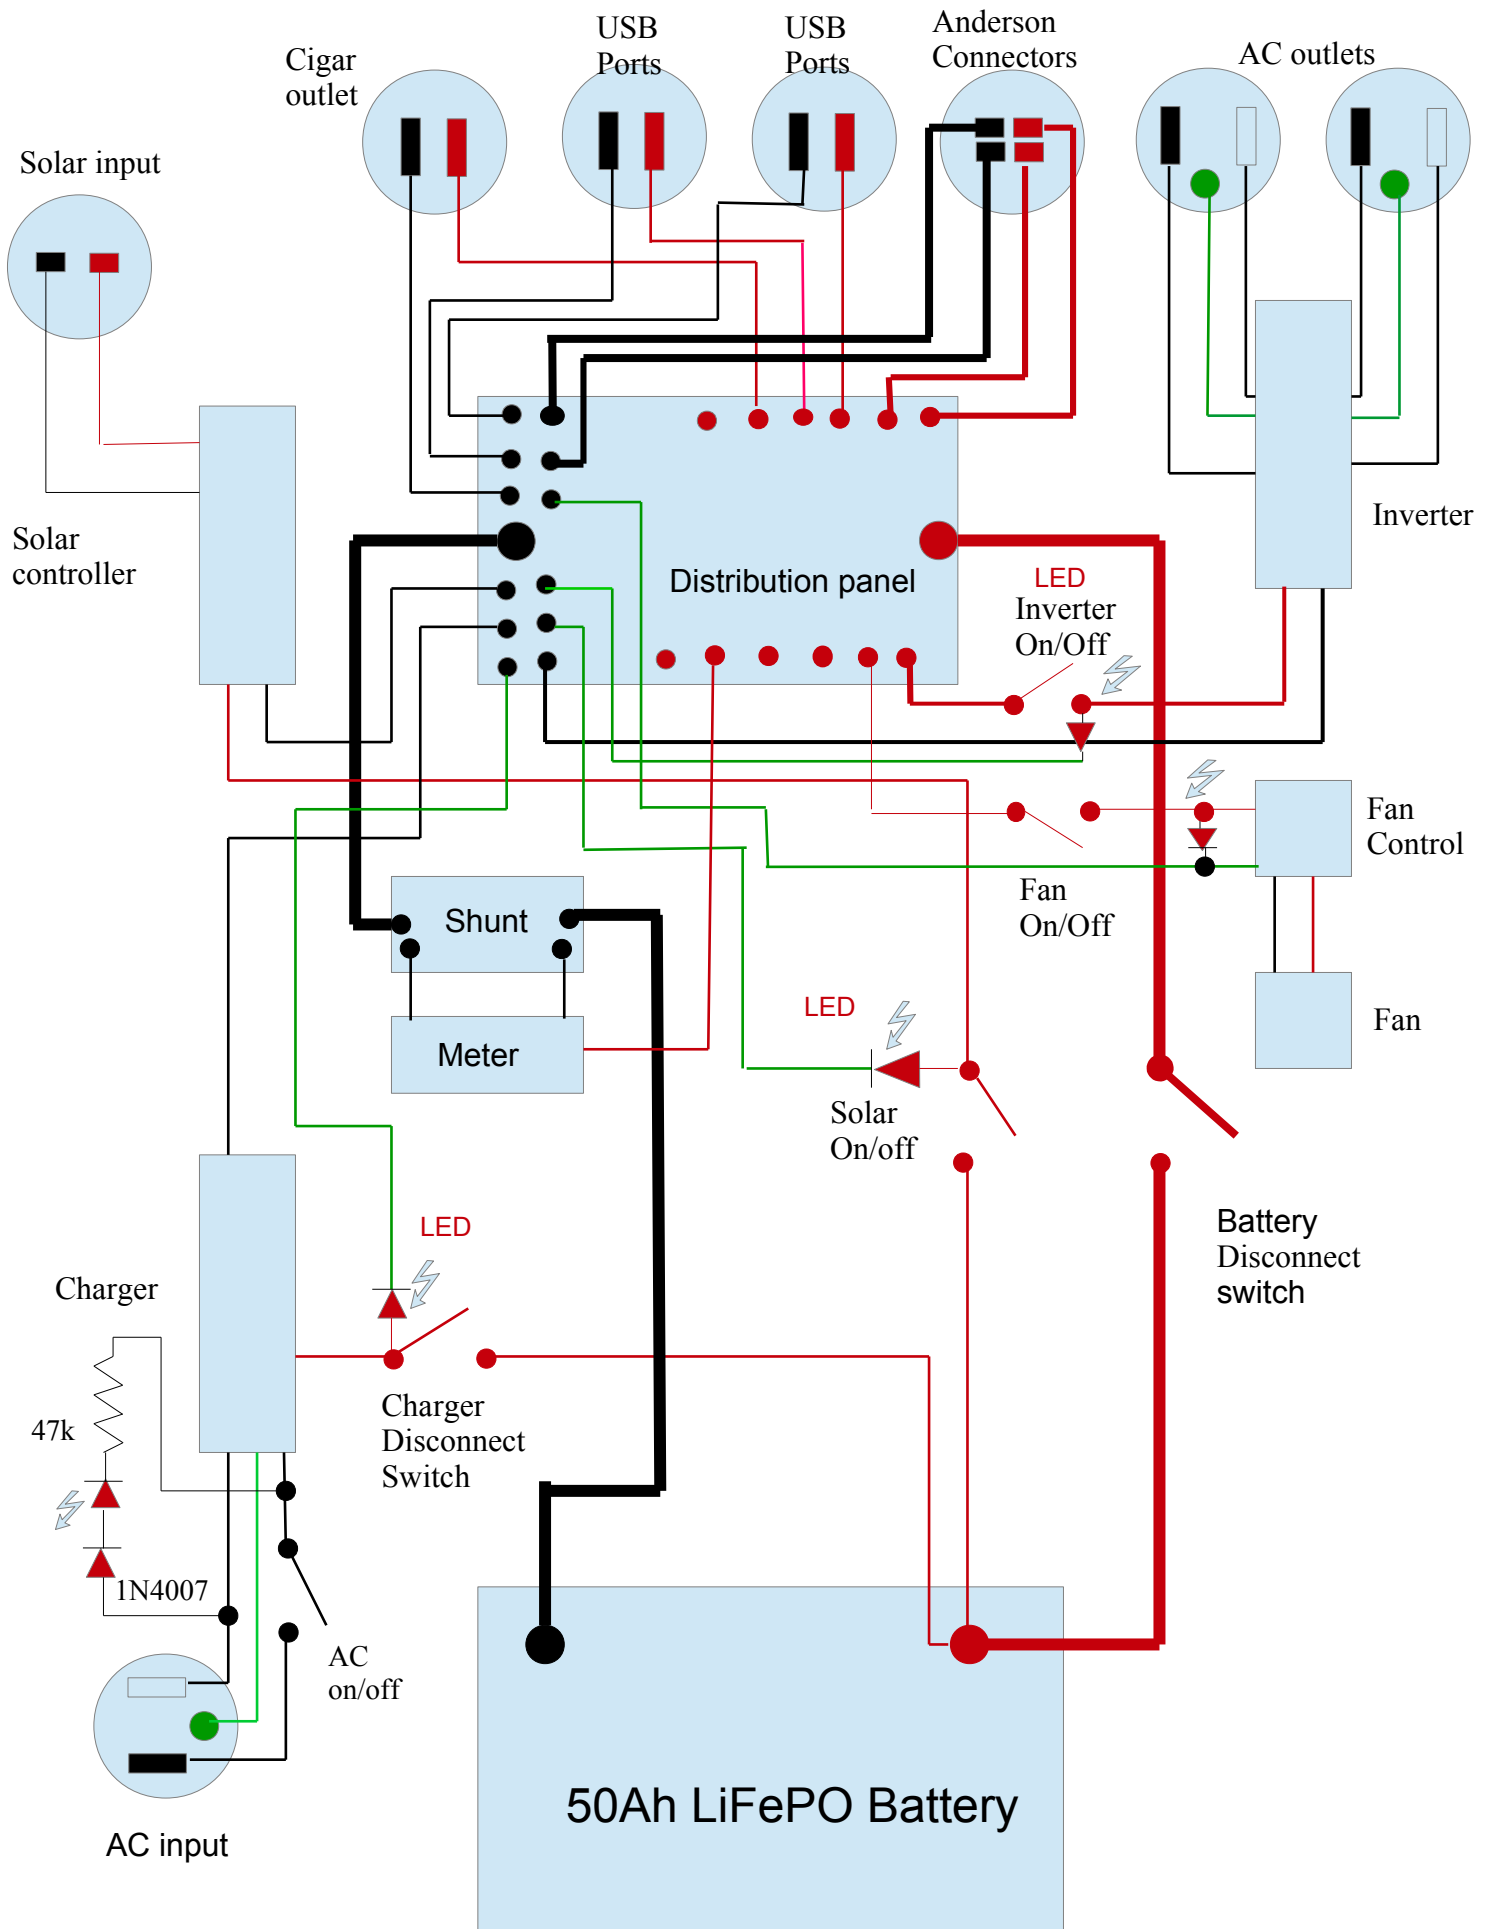 USB
Ports
USB
Ports
Anderson
Connectors
Cigar
outlet
AC outlets
Solar input
Solar
controller
Inverter
Distribution panel
LED
Inverter
On/Off
Fan
Control
Fan
On/Off
Shunt
Meter
LED
Fan
Solar
On/off
LED
Battery
Disconnect
switch
Charger
47k
Charger
Disconnect
Switch
1N4007
AC
on/off
50Ah LiFePO Battery
AC input